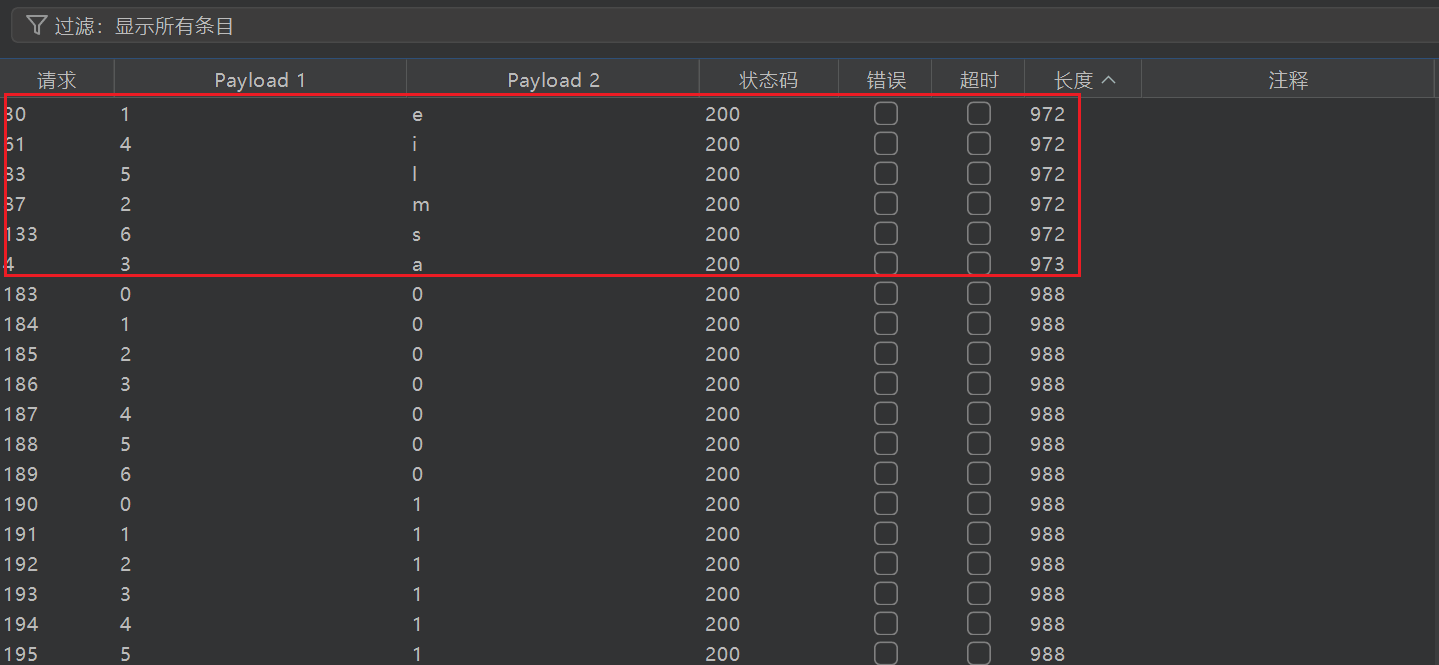 过滤：显示所有条目
请求 Payload 1 Payload 2 状态码 错误 超时 长度 注释
30 1 e 200 972
61 4 i 200 972
83 5 l 200 972
87 2 m 200 972
133 6 s 200 972
4 3 a 200 973
183 0 0 200 988
184 1 0 200 988
185 2 0 200 988
186 3 0 200 988
187 4 0 200 988
188 5 0 200 988
189 6 0 200 988
190 0 1 200 988
191 1 1 200 988
192 2 1 200 988
193 3 1 200 988
194 4 1 200 988
195 5 1 200 988